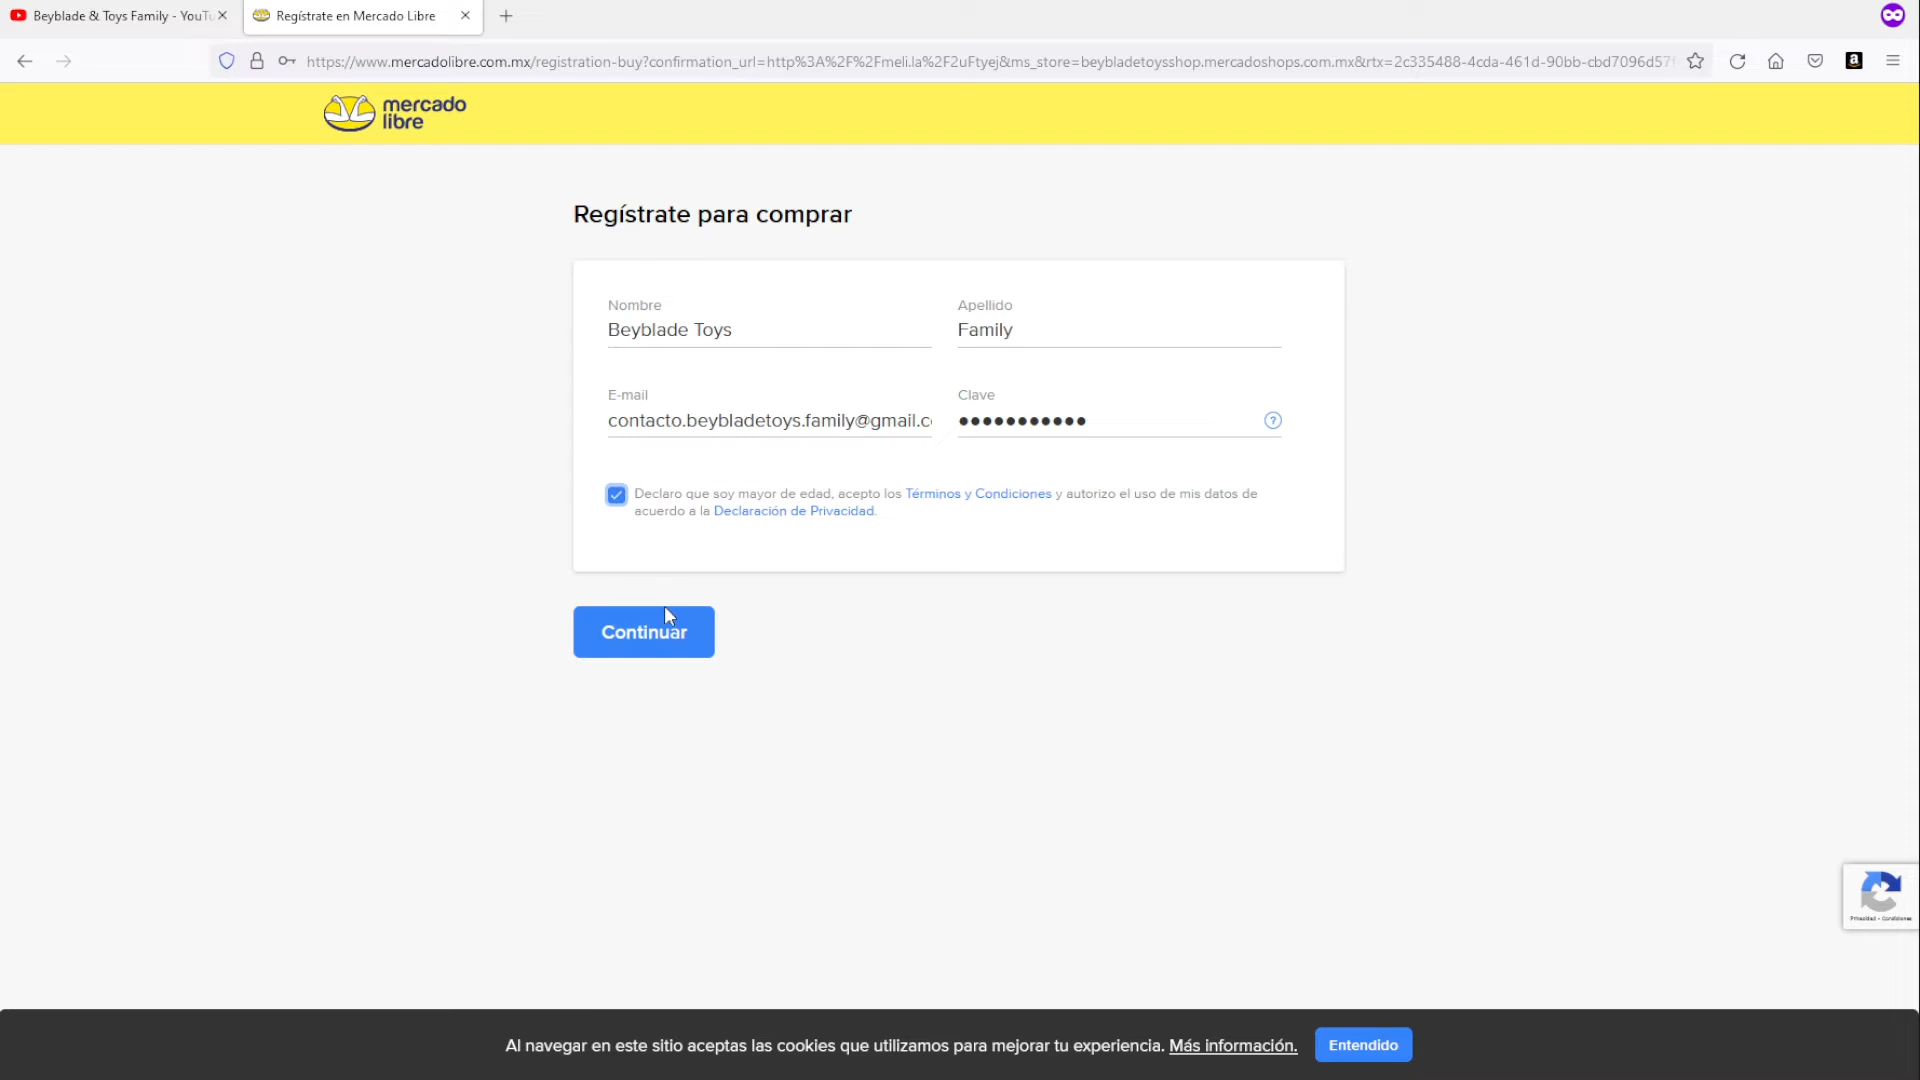 Beyblade & Toys Family - YouTu
Regístrate en Mercado Libre
https://www.mercadolibre.com.mx/registration-buy?confirmation_url=http%3A%2F%2Fmeli.la%2F2uFtyej&ms_store=beybladetoysshop.mercadoshops.com.mx&rtx=2c335488-4cda-461d-90bb-cbd7096d57f
mercado
libre
Regístrate para comprar
Nombre
Apellido
Beyblade Toys
Family
E-mail
Clave
contacto.beybladetoys.family@gmail.c
Declaro que soy mayor de edad, acepto los Términos y Condiciones y autorizo el uso de mis datos de
acuerdo a la Declaración de Privacidad.
Continuar
Privacidad - Condiciones
Al navegar en este sitio aceptas las cookies que utilizamos para mejorar tu experiencia. Más información.
Entendido